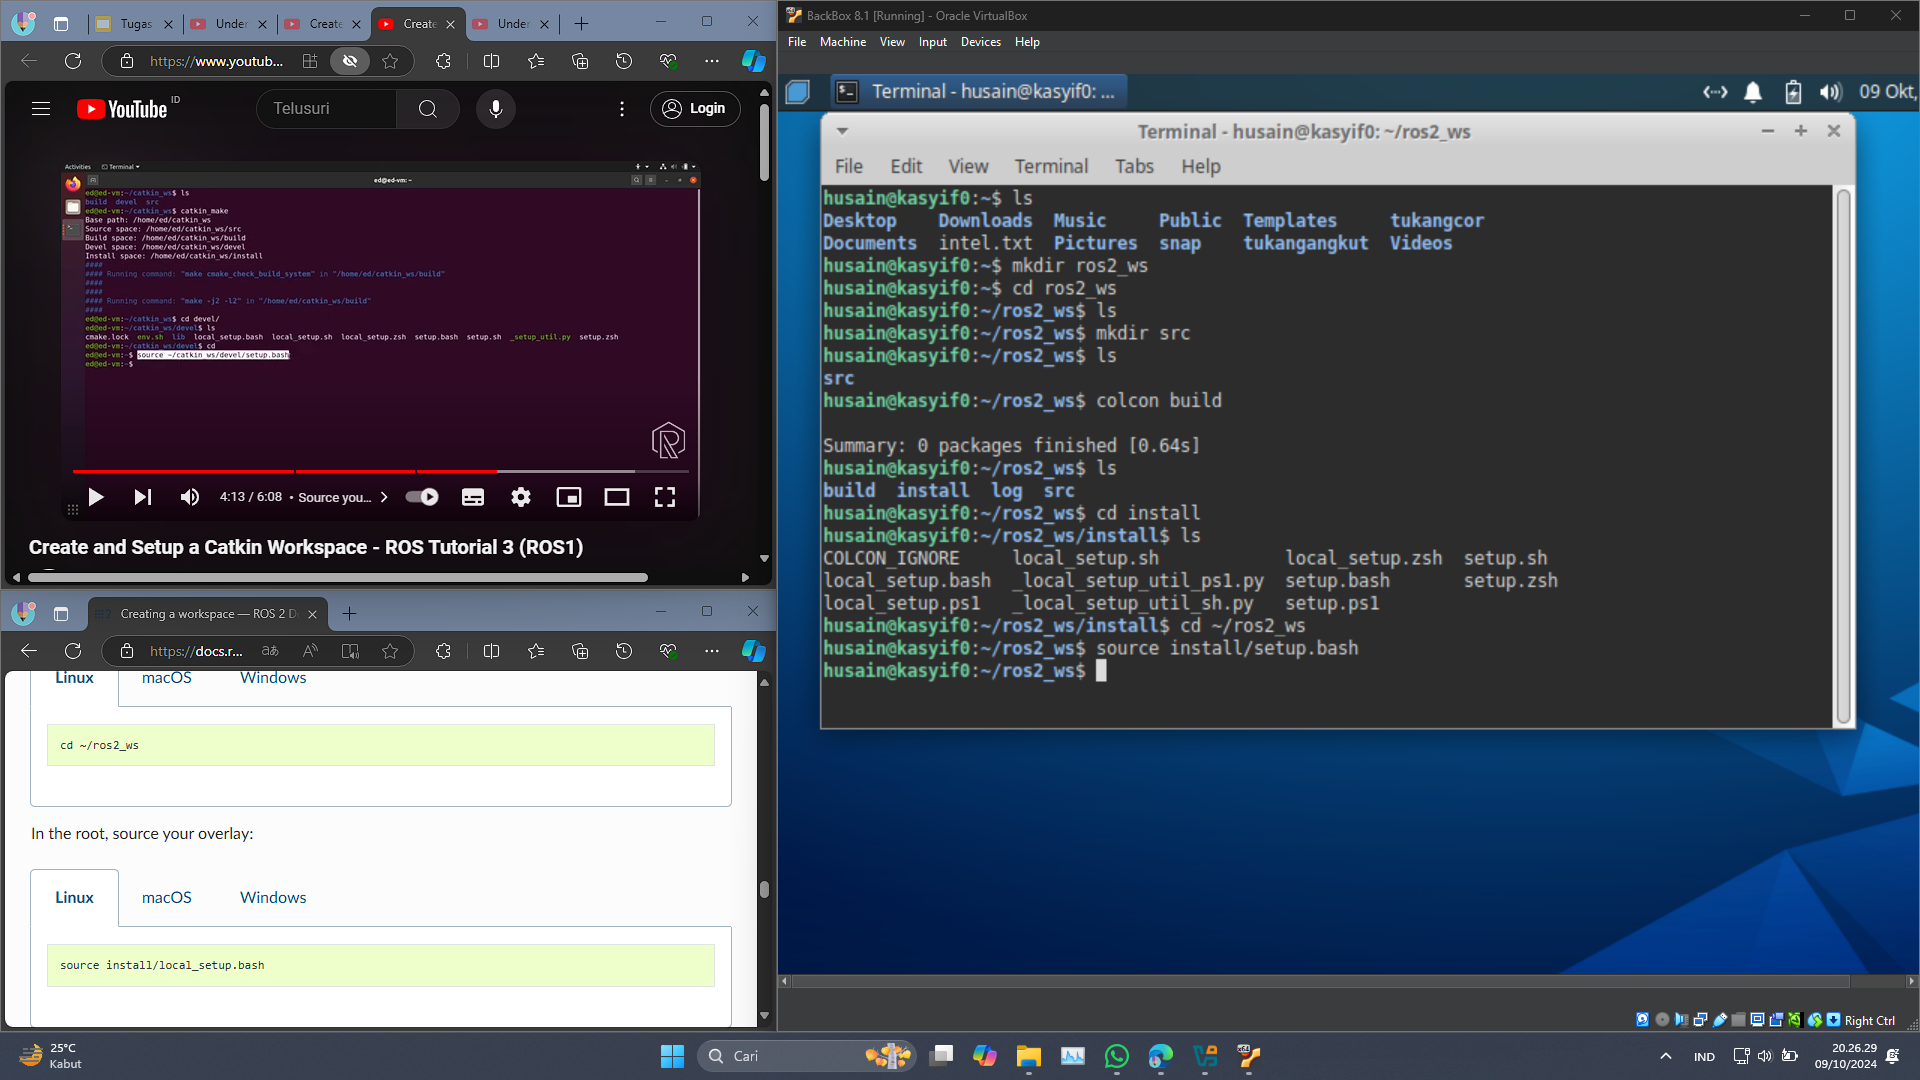 Tugas
Under
Create
Create
Under
https://www.youtub...
YouTube ID
Telusuri
Login
Activities
Terminal
ed@ed-vm: ~
ed@ed-vm:~/catkin_ws$ ls
build devel src
ed@ed-vm:~/catkin_ws$ catkin_make
Base path: /home/ed/catkin_ws
Source space: /home/ed/catkin_ws/src
Build space: /home/ed/catkin_ws/build
Devel space: /home/ed/catkin_ws/devel
Install space: /home/ed/catkin_ws/install
####
#### Running command: "make cmake_check_build_system" in "/home/ed/catkin_ws/build"
####
####
#### Running command: "make -j2 -l2" in "/home/ed/catkin_ws/build"
####
ed@ed-vm:~/catkin_ws$ cd devel/
ed@ed-vm:~/catkin_ws/devel$ ls
cmake.lock env.sh lib local_setup.bash local_setup.sh local_setup.zsh setup.bash setup.sh _setup_util.py setup.zsh
ed@ed-vm:~/catkin_ws/devel$ cd
ed@ed-vm:~$ source ~/catkin_ws/devel/setup.bash
ed@ed-vm:~$
4:13 / 6:08 • Source you...
Create and Setup a Catkin Workspace - ROS Tutorial 3 (ROS1)
Creating a workspace — ROS 2 D
https://docs.r...
Linux macOS Windows
cd ~/ros2_ws
In the root, source your overlay:
Linux macOS Windows
source install/local_setup.bash
BackBox 8.1 [Running] - Oracle VirtualBox
File Machine View Input Devices Help
Terminal - husain@kasyif0: ...
09 Okt,
Terminal - husain@kasyif0: ~/ros2_ws
File Edit View Terminal Tabs Help
husain@kasyif0:~$ ls
Desktop Downloads Music Public Templates tukangcor
Documents intel.txt Pictures snap tukangangkut Videos
husain@kasyif0:~$ mkdir ros2_ws
husain@kasyif0:~$ cd ros2_ws
husain@kasyif0:~/ros2_ws$ ls
husain@kasyif0:~/ros2_ws$ mkdir src
husain@kasyif0:~/ros2_ws$ ls
src
husain@kasyif0:~/ros2_ws$ colcon build
Summary: 0 packages finished [0.64s]
husain@kasyif0:~/ros2_ws$ ls
build install log src
husain@kasyif0:~/ros2_ws$ cd install
husain@kasyif0:~/ros2_ws/install$ ls
COLCON_IGNORE local_setup.sh local_setup.zsh setup.sh
local_setup.bash _local_setup_util_ps1.py setup.bash setup.zsh
local_setup.ps1 _local_setup_util_sh.py setup.ps1
husain@kasyif0:~/ros2_ws/install$ cd ~/ros2_ws
husain@kasyif0:~/ros2_ws$ source install/setup.bash
husain@kasyif0:~/ros2_ws$
Right Ctrl
25°C
Kabut
Cari
IND
20.26.29
09/10/2024